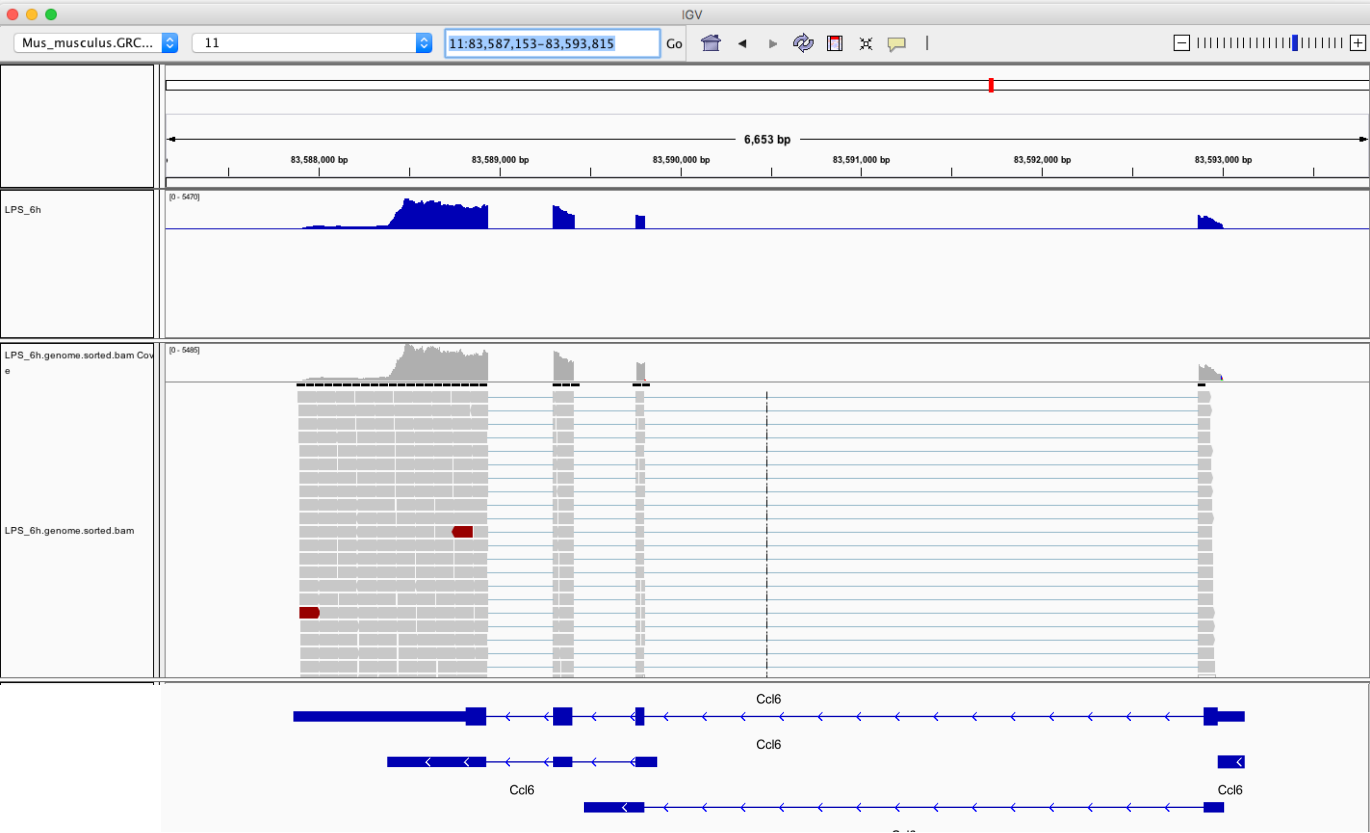 IGV
Mus_musculus.GRC... 11 11:83,587,153-83,593,815 Go
6,653 bp
83,588,000 bp 83,589,000 bp 83,590,000 bp 83,591,000 bp 83,592,000 bp 83,593,000 bp
LPS_6h [0 - 5470]
LPS_6h.genome.sorted.bam Cov [0 - 5485]
e
LPS_6h.genome.sorted.bam
Ccl6
Ccl6
Ccl6 Ccl6